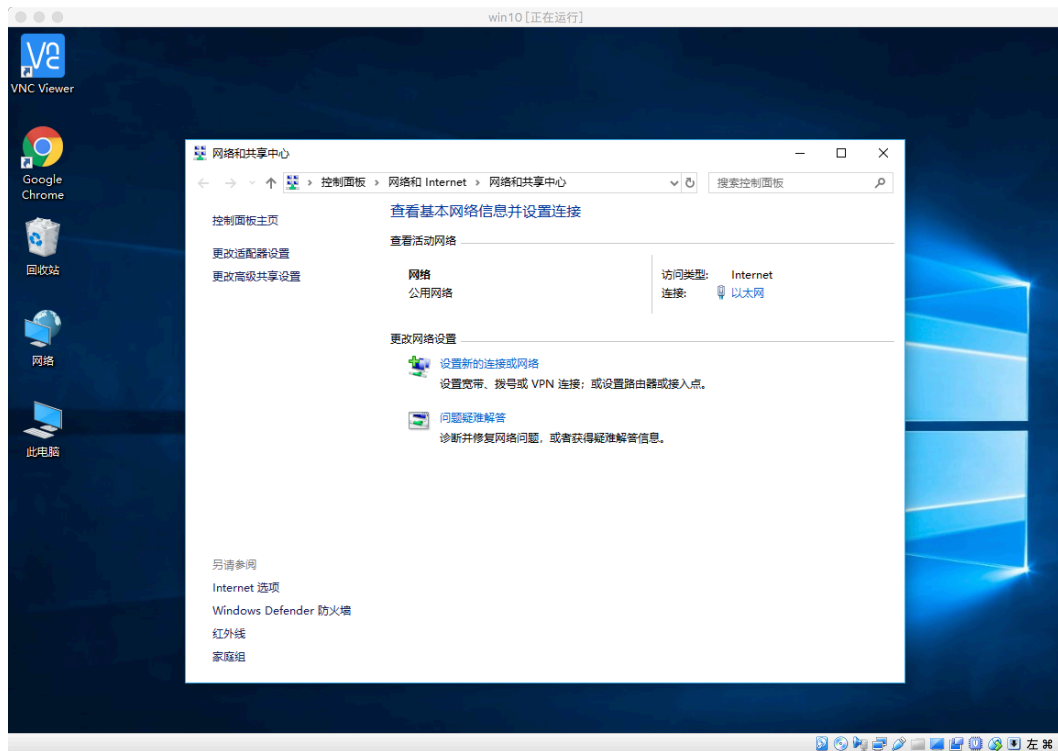 win10 [正在运行]
VNC Viewer
Google
Chrome
回收站
网络
此电脑
网络和共享中心
控制面板 › 网络和 Internet › 网络和共享中心
搜索控制面板
控制面板主页
更改适配器设置
更改高级共享设置
查看基本网络信息并设置连接
查看活动网络
网络
公用网络
访问类型: Internet
连接: 以太网
更改网络设置
设置新的连接或网络
设置宽带、拨号或 VPN 连接；或设置路由器或接入点。
问题疑难解答
诊断并修复网络问题，或者获得疑难解答信息。
另请参阅
Internet 选项
Windows Defender 防火墙
红外线
家庭组
左 ⌘